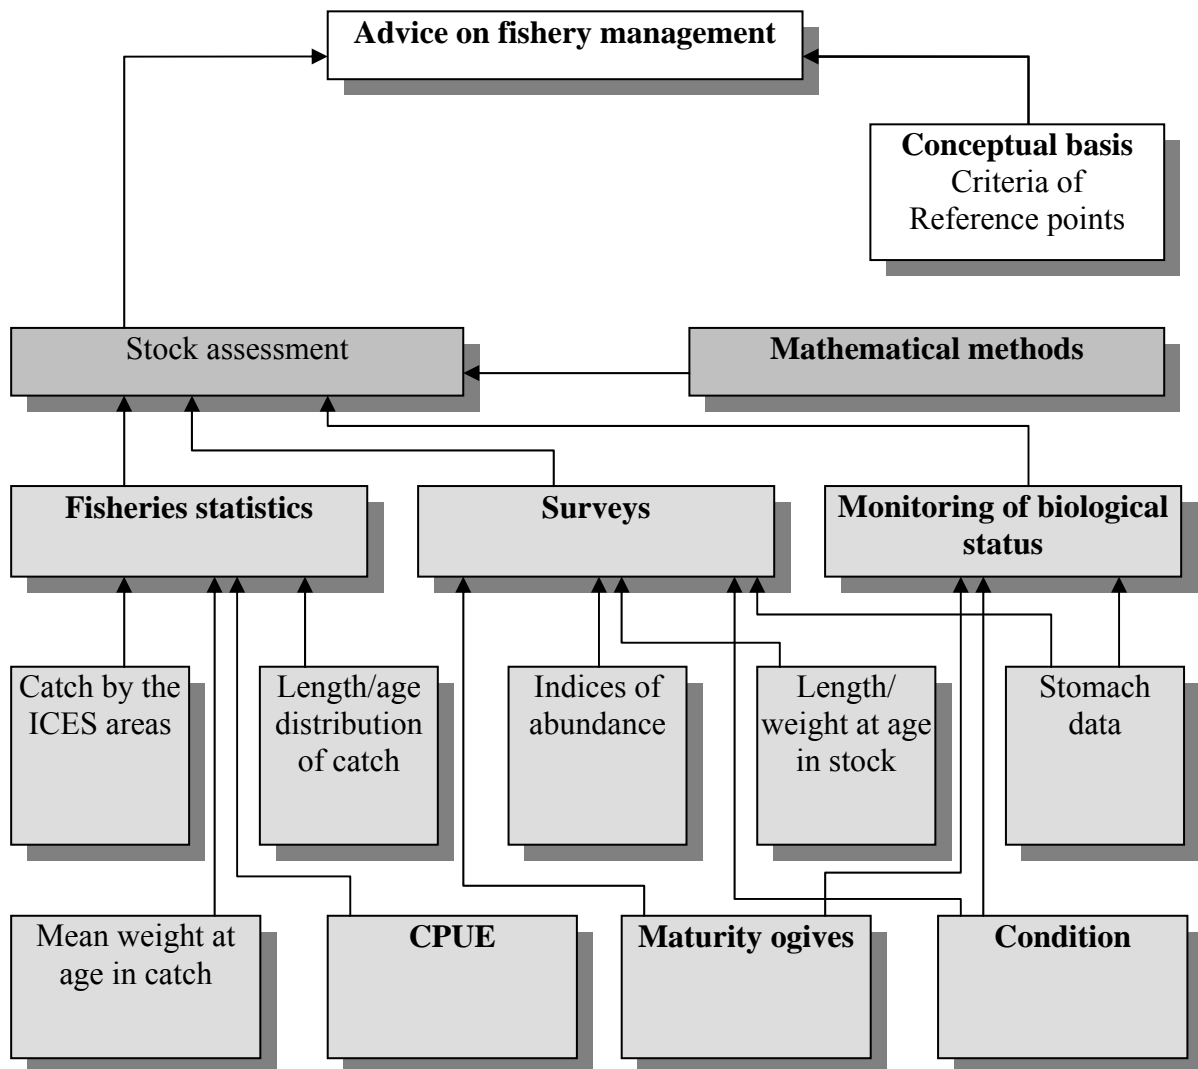 Advice on fishery management
Conceptual basis
Criteria of
Reference points
Stock assessment
Mathematical methods
Fisheries statistics
Surveys
Monitoring of biological
status
Catch by the
ICES areas
Length/age
distribution
of catch
Indices of
abundance
Length/
weight at age
in stock
Stomach
data
Mean weight at
age in catch
CPUE
Maturity ogives
Condition